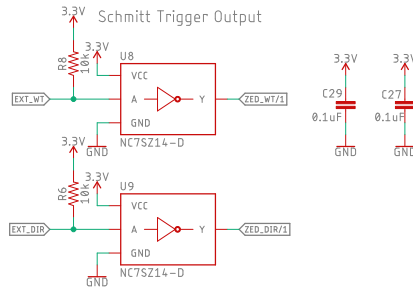 3.3V
Schmitt Trigger Output
3.3V
U8
R8
10k
VCC
EXT_WT
A
Y
ZED_WT/1
GND
GND
NC7SZ14-D
3.3V
3.3V
C29
C27
0.1uF
0.1uF
GND
GND
3.3V
3.3V
U9
R6
10k
VCC
EXT_DIR
A
Y
ZED_DIR/1
GND
NC7SZ14-D
GND